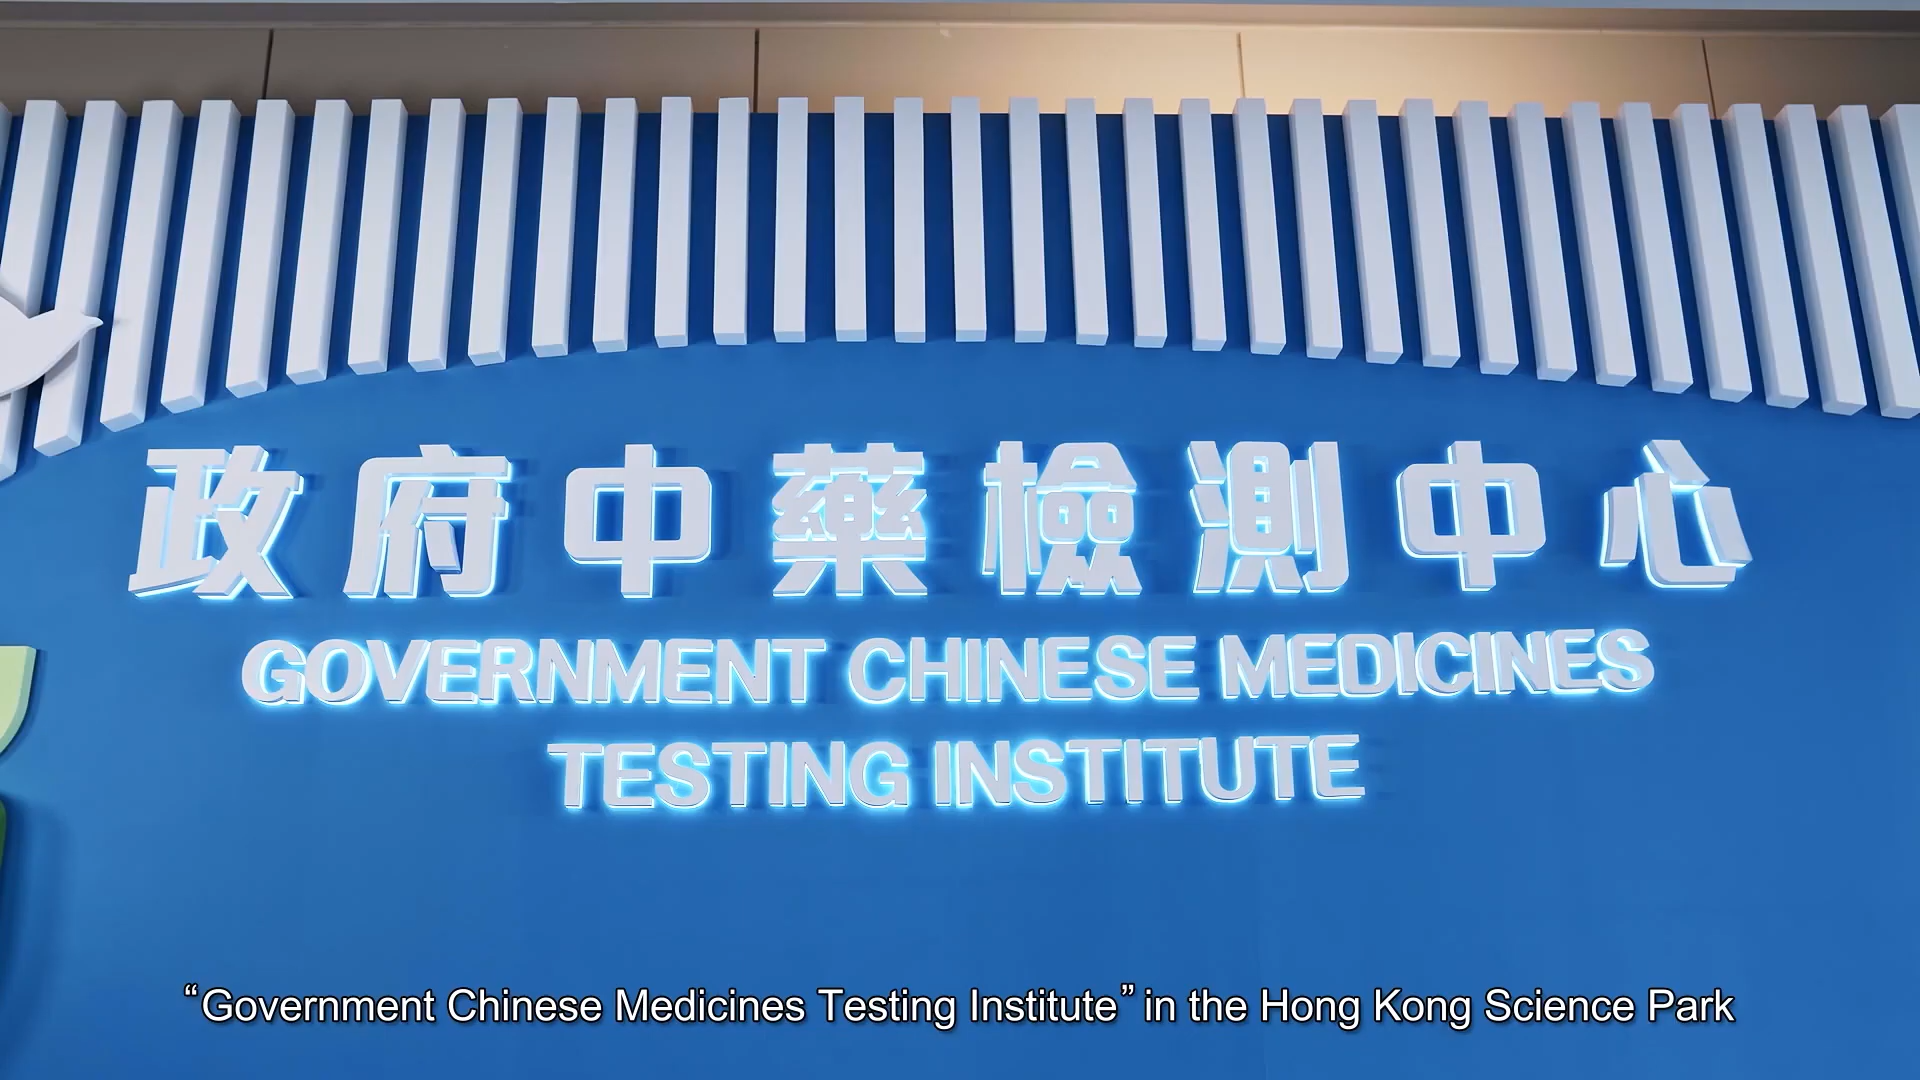 政府中藥檢測中心
GOVERNMENT CHINESE MEDICINES
TESTING INSTITUTE
“Government Chinese Medicines Testing Institute” in the Hong Kong Science Park